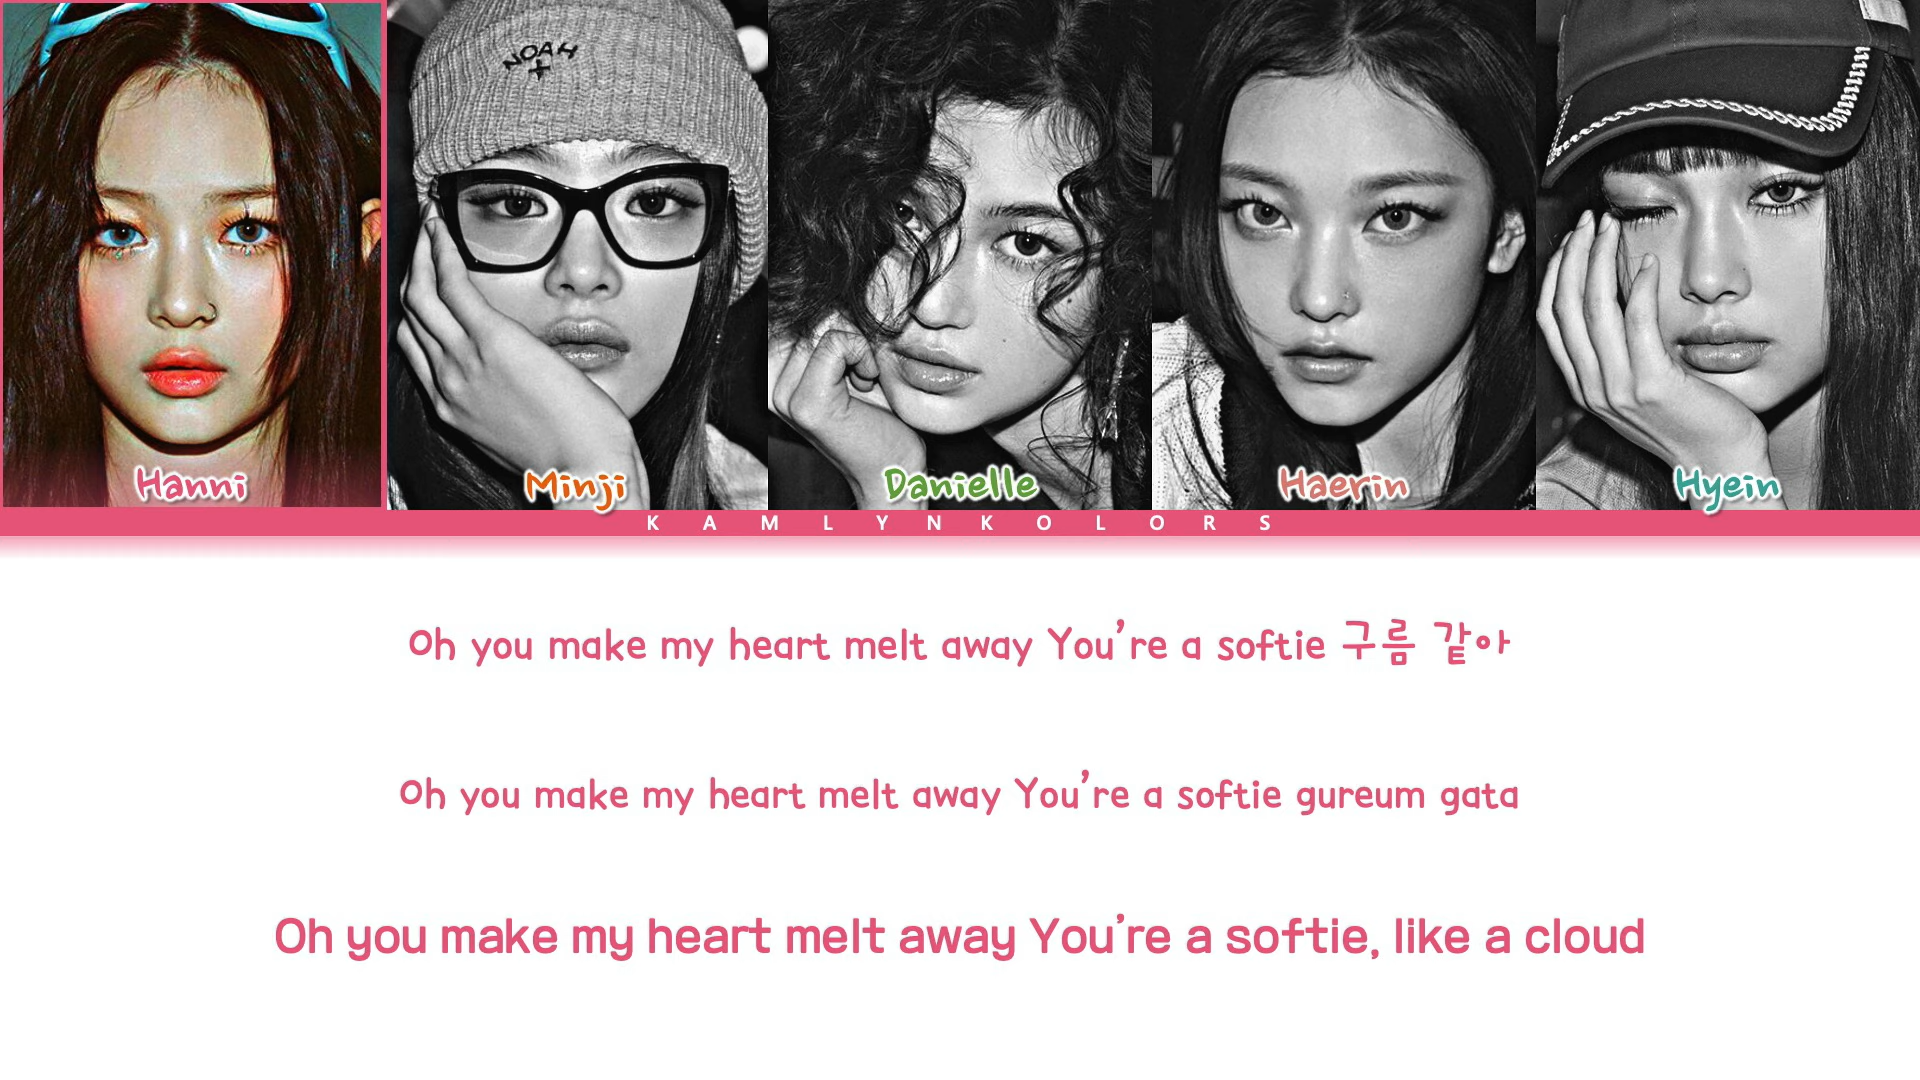 NOAH
Hanni
Minji
Danielle
Haerin
Hyein
KAMLYNKOLORS
Oh you make my heart melt away You're a softie 구름 같아
Oh you make my heart melt away You're a softie gureum gata
Oh you make my heart melt away You're a softie, like a cloud